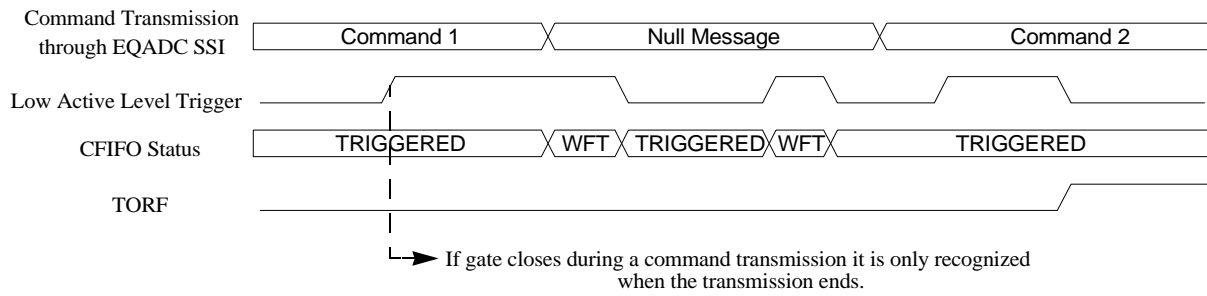 Command Transmission
through EQADC SSI
Command 1
Null Message
Command 2
Low Active Level Trigger
CFIFO Status
TRIGGERED
WFT
TRIGGERED
WFT
TRIGGERED
TORF
If gate closes during a command transmission it is only recognized
when the transmission ends.